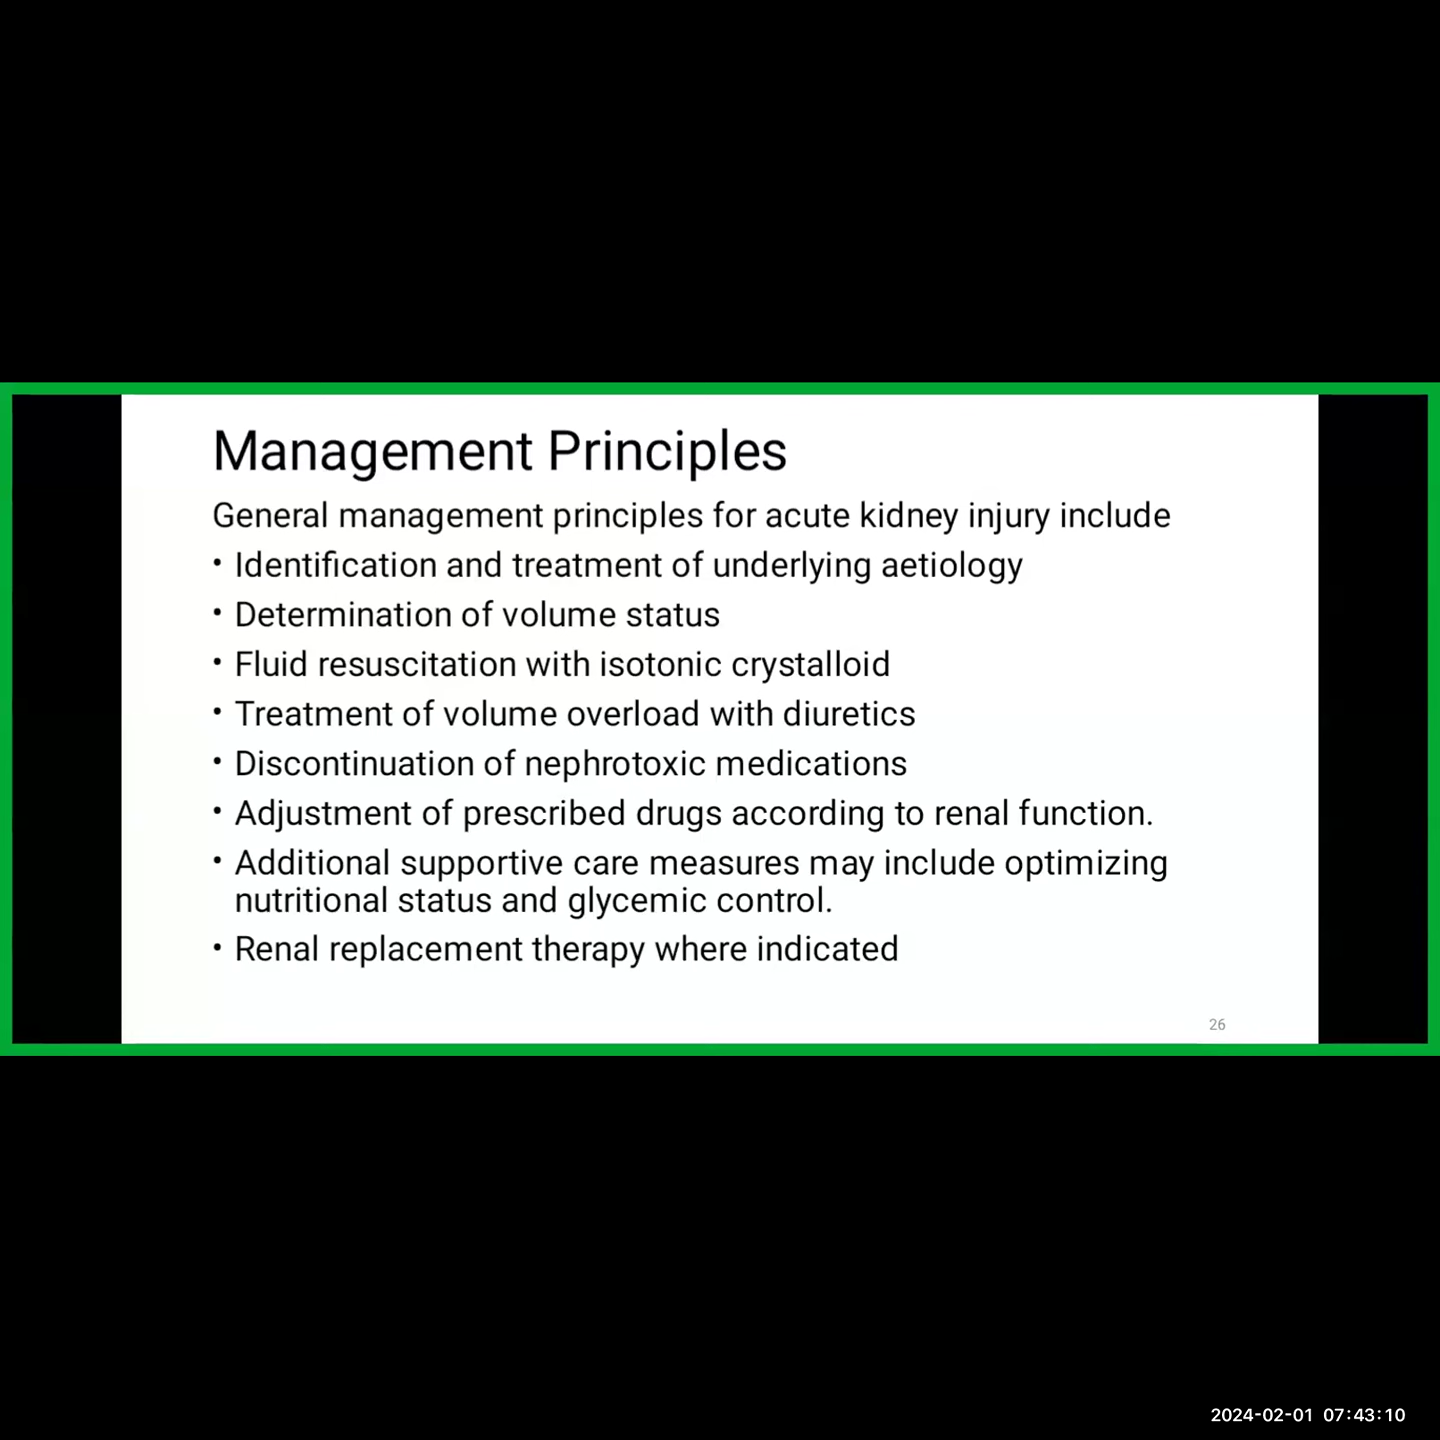 Management Principles
General management principles for acute kidney injury include
• Identification and treatment of underlying aetiology
• Determination of volume status
• Fluid resuscitation with isotonic crystalloid
• Treatment of volume overload with diuretics
• Discontinuation of nephrotoxic medications
• Adjustment of prescribed drugs according to renal function.
• Additional supportive care measures may include optimizing
nutritional status and glycemic control.
• Renal replacement therapy where indicated
26
2024-02-01 07:43:10